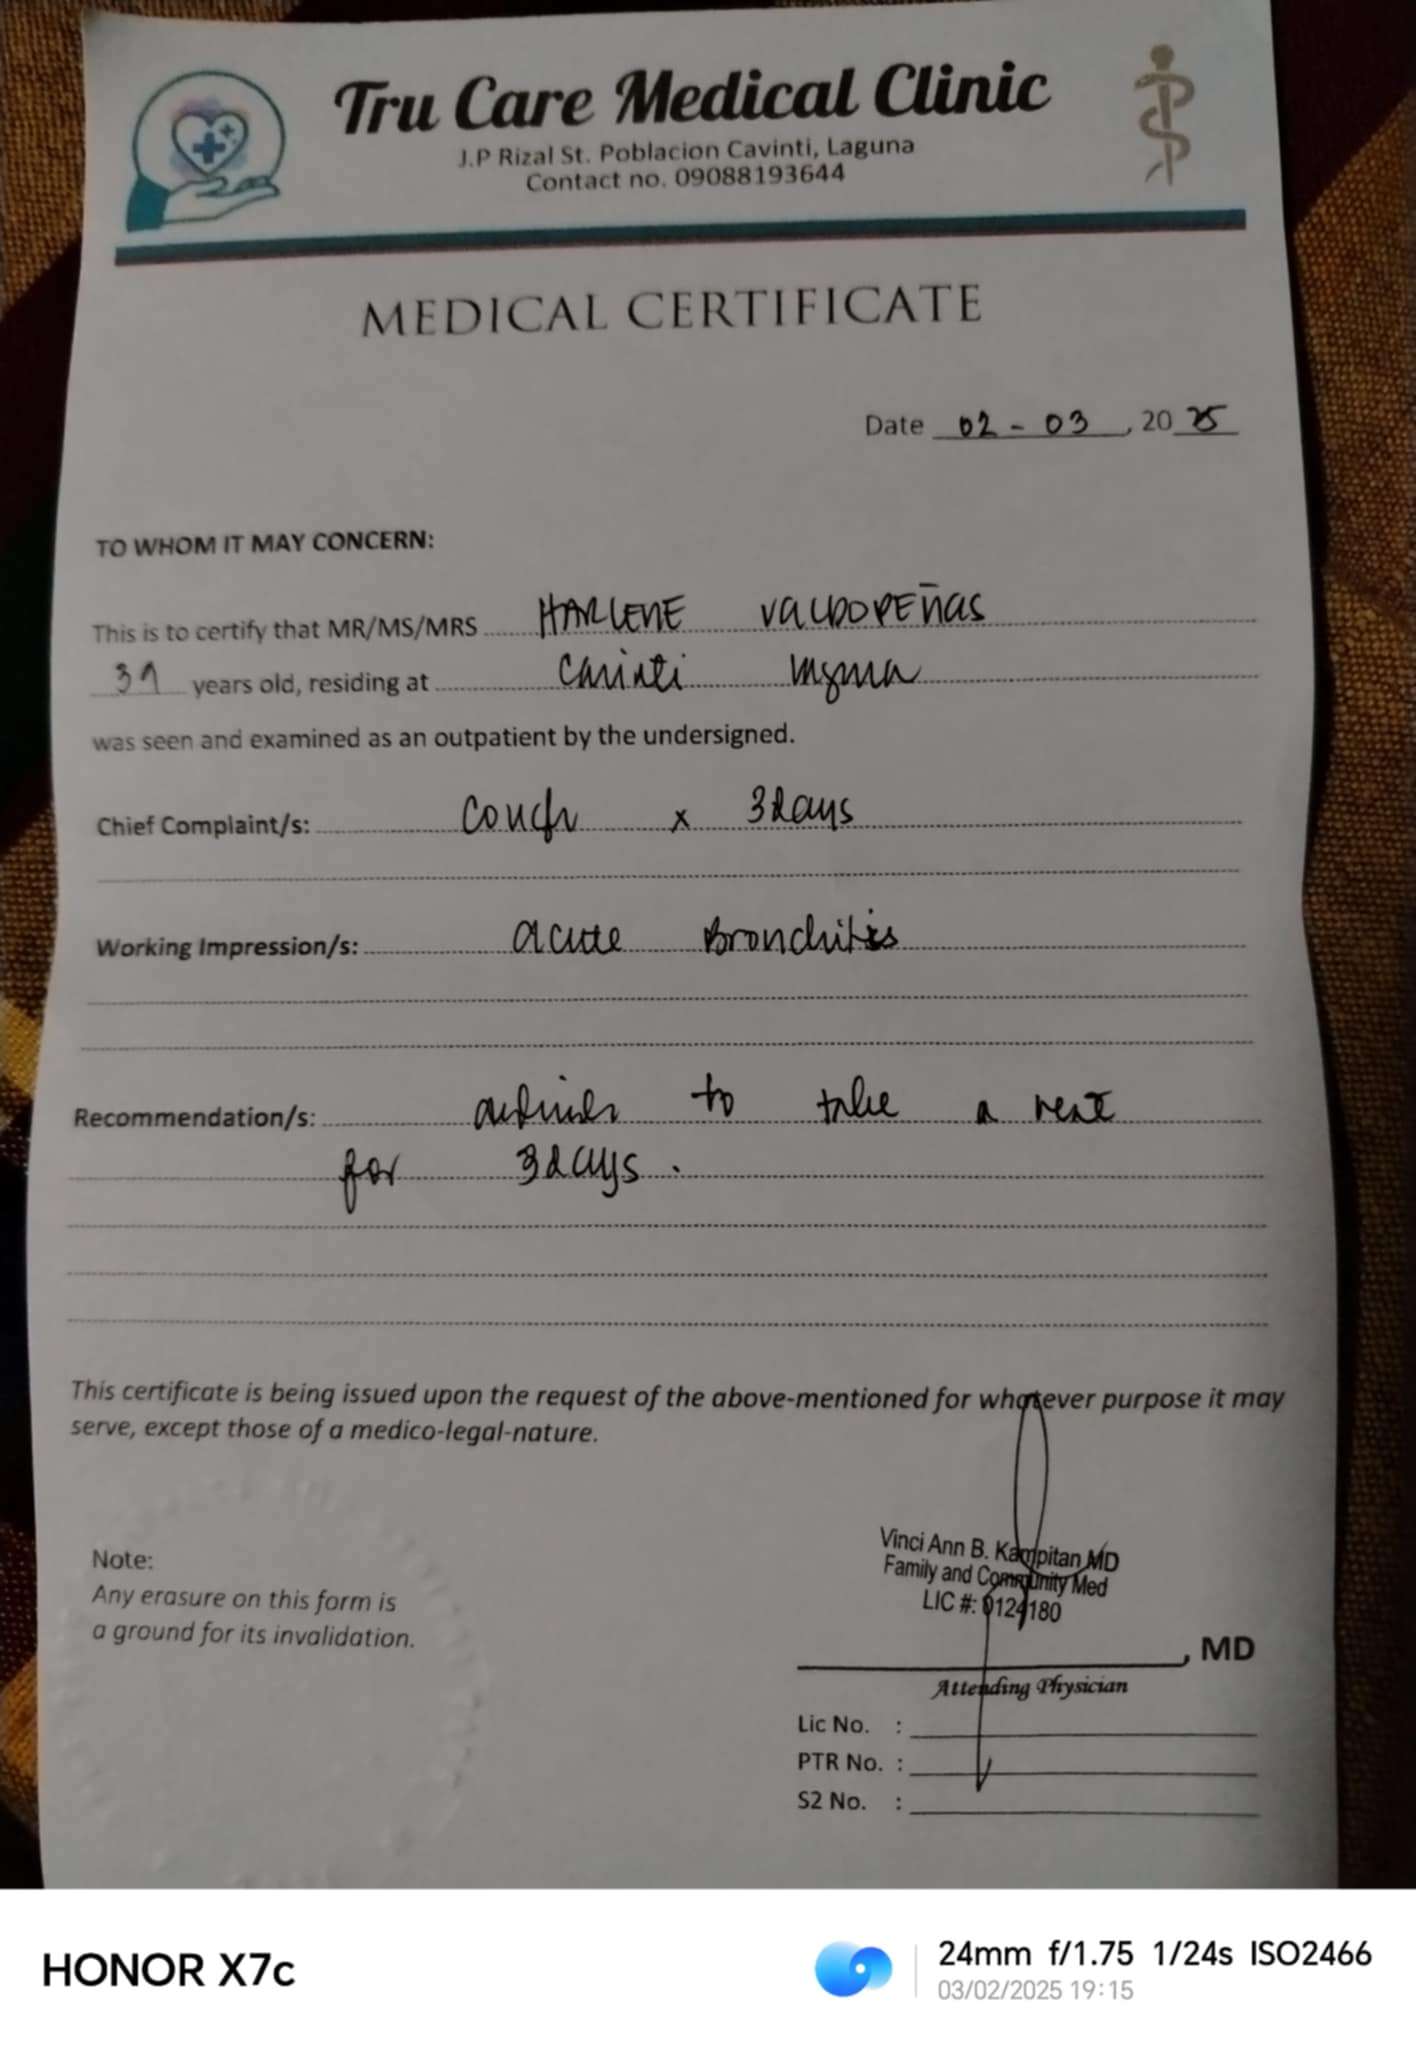 Tru Care Medical Clinic
J.P Rizal St. Poblacion Cavinti, Laguna
Contact no. 09088193644
MEDICAL CERTIFICATE
Date 02 - 03, 20 25
TO WHOM IT MAY CONCERN:
This is to certify that MR/MS/MRS HARLENE VALDOPEÑAS
years old, residing at Cavinti
was seen and examined as an outpatient by the undersigned.
Chief Complaint/s: cough x 3 days
Working Impression/s: acute Bronchitis
Recommendation/s: to take a rest
for 3 days.
This certificate is being issued upon the request of the above-mentioned for whatever purpose it may
serve, except those of a medico-legal-nature.
Note:
Any erasure on this form is
a ground for its invalidation.
Vinci Ann B. Kampitan MD
Family and Community Med
LIC #: 0124180
, MD
Attending Physician
Lic No. :
PTR No. :
S2 No. :
HONOR X7c
24mm f/1.75 1/24s ISO2466
03/02/2025 19:15